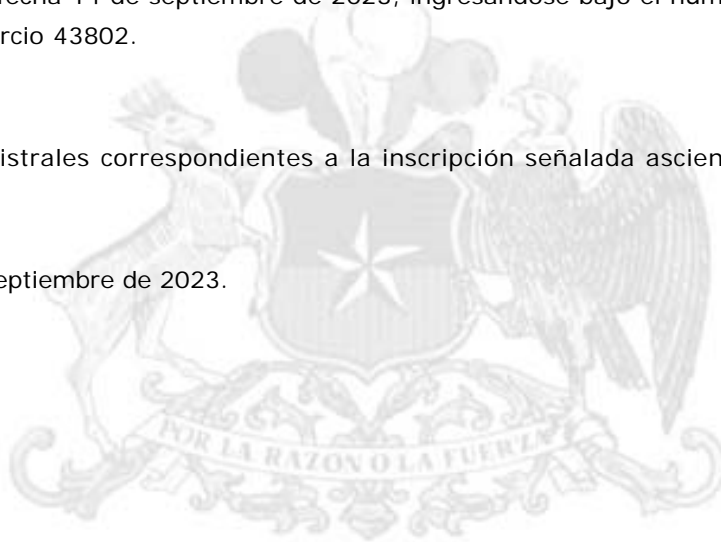 fecha 14 de septiembre de 2023, ingresándose bajo el núm
rcio 43802.
istrales correspondientes a la inscripción señalada ascien
eptiembre de 2023.
POR LA RAZON O LA FUERZA